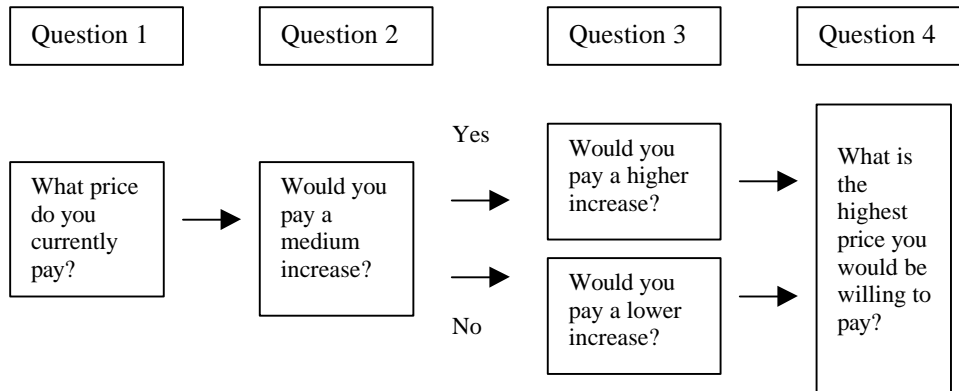 Question 1
Question 2
Question 3
Question 4
What price
do you
currently
pay?
Would you
pay a
medium
increase?
Yes
No
Would you
pay a higher
increase?
Would you
pay a lower
increase?
What is
the
highest
price you
would be
willing to
pay?